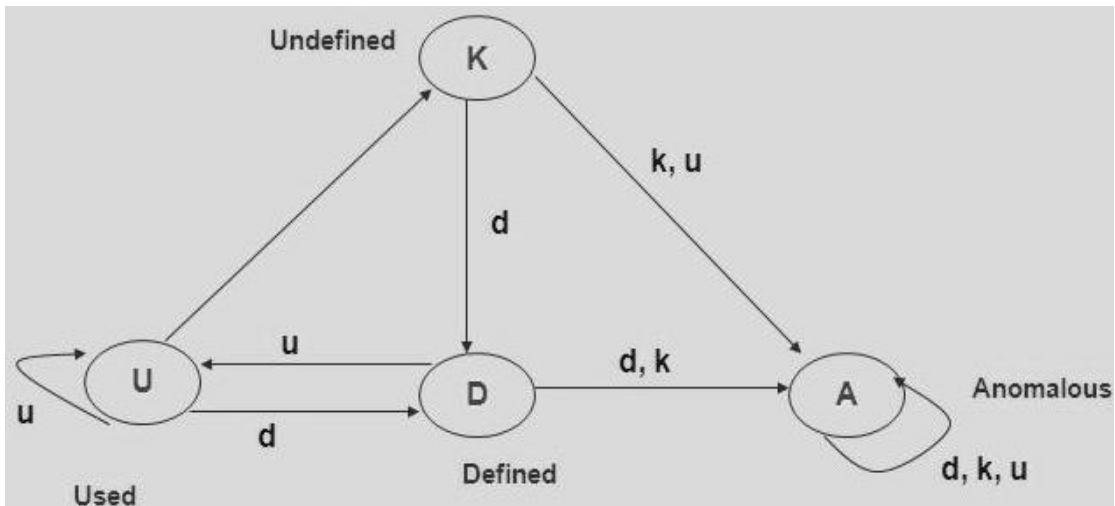 Undefined
K
k, u
d
u
d, k
U
D
A
Anomalous
u
d
d, k, u
Defined
Used